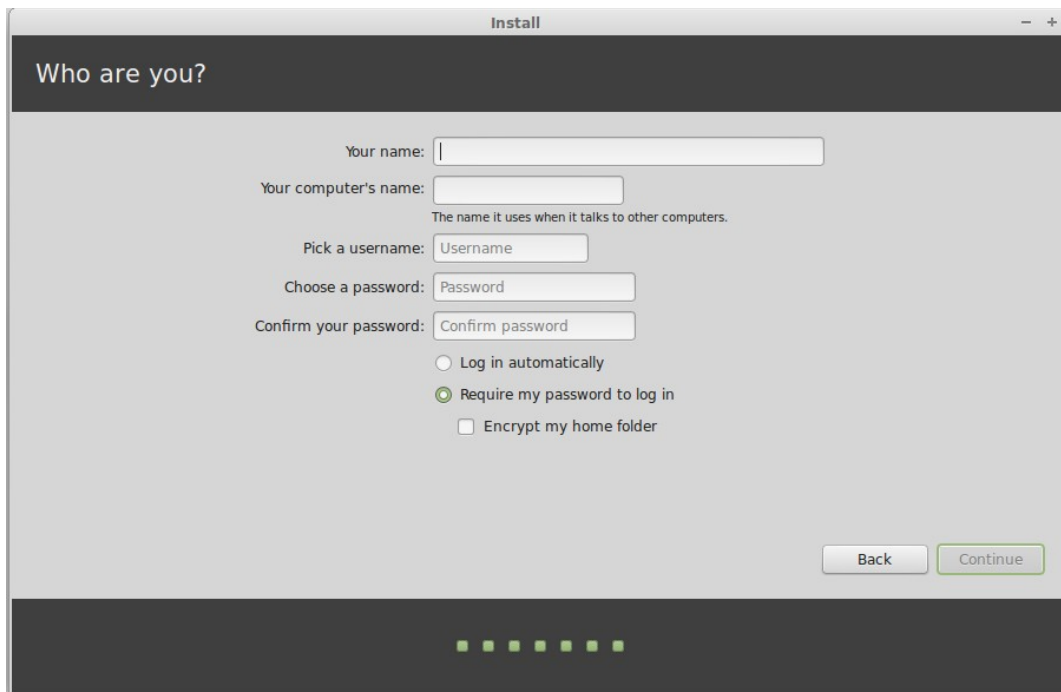 Install
Who are you?
Your name:
Your computer's name:
The name it uses when it talks to other computers.
Pick a username: Username
Choose a password: Password
Confirm your password: Confirm password
Log in automatically
Require my password to log in
Encrypt my home folder
Back Continue